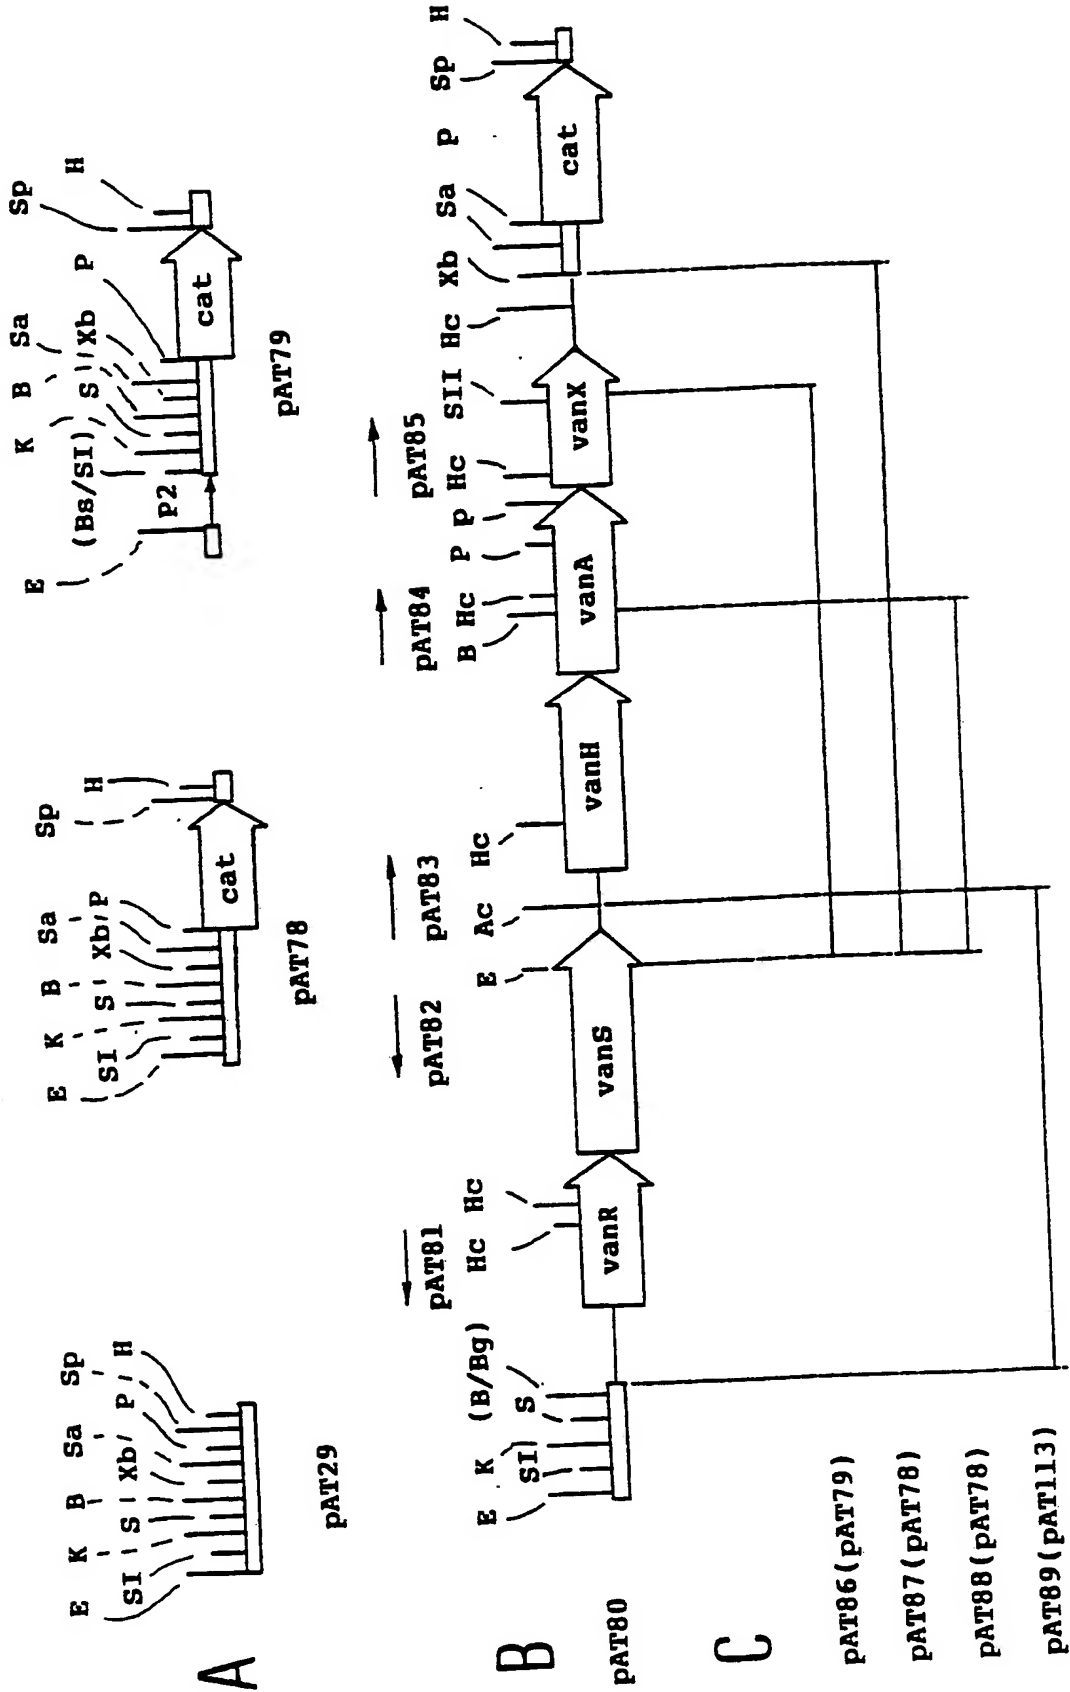 A
E SI K S B Xb Sa P Sp H
pAT29
E SI K S B Xb Sa P Sp H
cat
pAT78
E (Bs/SI) K S B Xb Sa P Sp H
P2
cat
pAT79
B
pAT81 pAT82 pAT83 pAT84 pAT85
E SI K S (B/Bg) Hc Hc E Ac Hc B Hc P P Hc SII Hc Xb Sa P Sp H
pAT80
vanR vanS vanH vanA vanX cat
C
pAT86(pAT79)
pAT87(pAT78)
pAT88(pAT78)
pAT89(pAT113)